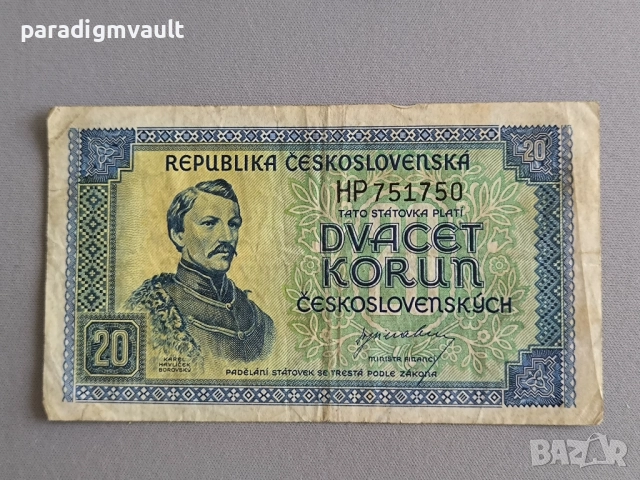 paradigmvault
20
REPUBLIKA ČESKOSLOVENSKÁ
HP 751750
TATO STÁTOVKA PLATÍ
DVACET
KORUN
ČESKOSLOVENSKÝCH
MINISTR FINANCÍ
20
KAREL
HAVLÍČEK
BOROVSKÝ
PADĚLÁNÍ STÁTOVEK SE TRESTÁ PODLE ZÁKONA
BAZAR